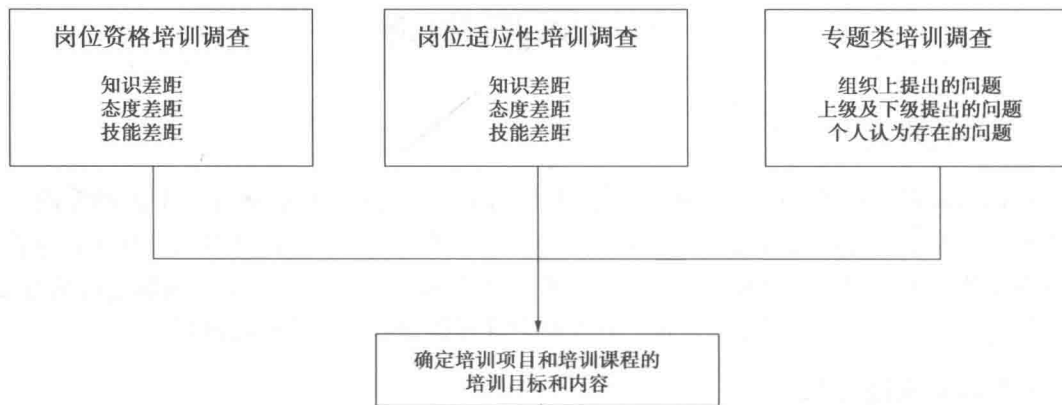 岗位资格培训调查
知识差距
态度差距
技能差距
岗位适应性培训调查
知识差距
态度差距
技能差距
专题类培训调查
组织上提出的问题
上级及下级提出的问题
个人认为存在的问题
确定培训项目和培训课程的
培训目标和内容